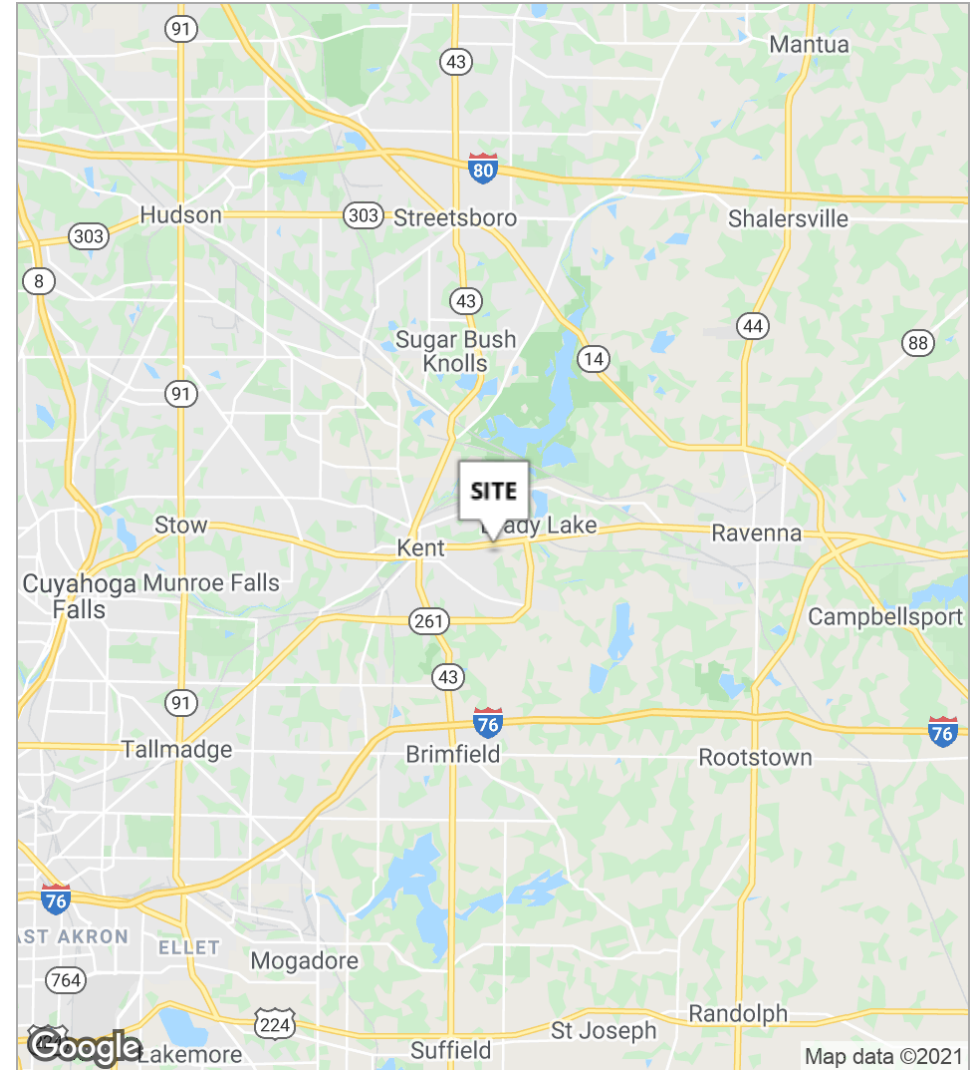 91
43
Mantua
80
Hudson
303
Streetsboro
Shalersville
303
8
43
44
Sugar Bush
Knolls
88
14
91
SITE
Stow
ady Lake
Ravenna
Kent
Cuyahoga
Falls
Munroe Falls
Campbellsport
261
43
91
76
76
Tallmadge
Brimfield
Rootstown
76
AST AKRON
ELLET
Mogadore
764
Randolph
224
St Joseph
Google
Lakemore
Suffield
Map data ©2021